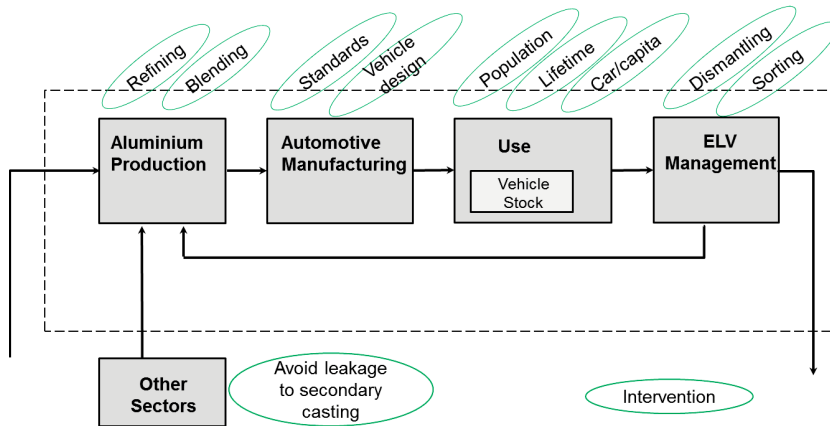 Refining
Blending
Standards
Vehicle
design
Population
Lifetime
Car/capita
Dismantling
Sorting
Aluminium
Production
Automotive
Manufacturing
Use
Vehicle
Stock
ELV
Management
Other
Sectors
Avoid leakage
to secondary
casting
Intervention